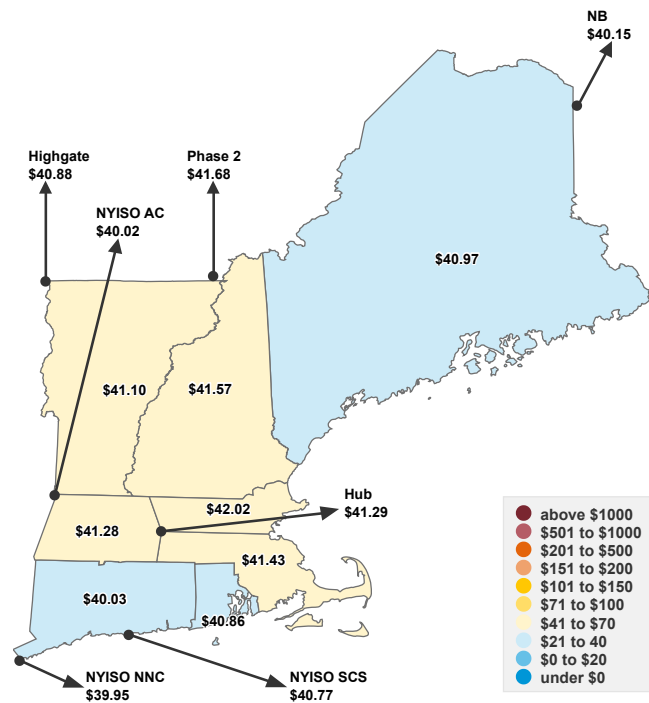 NB
$40.15
Highgate
$40.88
Phase 2
$41.68
NYISO AC
$40.02
$40.97
$41.10
$41.57
Hub
$41.29
$42.02
$41.28
$41.43
$40.03
$40.86
NYISO NNC
$39.95
NYISO SCS
$40.77
above $1000
$501 to $1000
$201 to $500
$151 to $200
$101 to $150
$71 to $100
$41 to $70
$21 to 40
$0 to $20
under $0